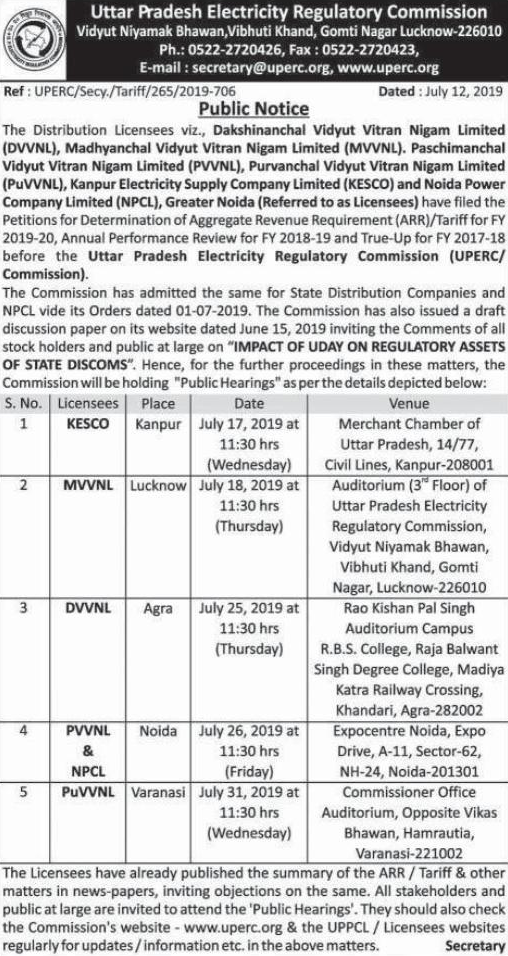 Uttar Pradesh Electricity Regulatory Commission
Vidyut Niyamak Bhawan,Vibhuti Khand, Gomti Nagar Lucknow-226010
Ph.: 0522-2720426, Fax : 0522-2720423,
E-mail : secretary@uperc.org, www.uperc.org
Ref : UPERC/Secy./Tariff/265/2019-706 Dated : July 12, 2019
Public Notice
The Distribution Licensees viz., Dakshinanchal Vidyut Vitran Nigam Limited
(DVVNL), Madhyanchal Vidyut Vitran Nigam Limited (MVVNL). Paschimanchal
Vidyut Vitran Nigam Limited (PVVNL), Purvanchal Vidyut Vitran Nigam Limited
(PuVVNL), Kanpur Electricity Supply Company Limited (KESCO) and Noida Power
Company Limited (NPCL), Greater Noida (Referred to as Licensees) have filed the
Petitions for Determination of Aggregate Revenue Requirement (ARR)/Tariff for FY
2019-20, Annual Performance Review for FY 2018-19 and True-Up for FY 2017-18
before the Uttar Pradesh Electricity Regulatory Commission (UPERC/
Commission).
The Commission has admitted the same for State Distribution Companies and
NPCL vide its Orders dated 01-07-2019. The Commission has also issued a draft
discussion paper on its website dated June 15, 2019 inviting the Comments of all
stock holders and public at large on "IMPACT OF UDAY ON REGULATORY ASSETS
OF STATE DISCOMS". Hence, for the further proceedings in these matters, the
Commission will be holding "Public Hearings" as per the details depicted below:
S. No. Licensees Place Date Venue
1 KESCO Kanpur July 17, 2019 at Merchant Chamber of
11:30 hrs Uttar Pradesh, 14/77,
(Wednesday) Civil Lines, Kanpur-208001
2 MVVNL Lucknow July 18, 2019 at Auditorium (3rd Floor) of
11:30 hrs Uttar Pradesh Electricity
(Thursday) Regulatory Commission,
Vidyut Niyamak Bhawan,
Vibhuti Khand, Gomti
Nagar, Lucknow-226010
3 DVVNL Agra July 25, 2019 at Rao Kishan Pal Singh
11:30 hrs Auditorium Campus
(Thursday) R.B.S. College, Raja Balwant
Singh Degree College, Madiya
Katra Railway Crossing,
Khandari, Agra-282002
4 PVVNL Noida July 26, 2019 at Expocentre Noida, Expo
& 11:30 hrs Drive, A-11, Sector-62,
NPCL (Friday) NH-24, Noida-201301
5 PuVVNL Varanasi July 31, 2019 at Commissioner Office
11:30 hrs Auditorium, Opposite Vikas
(Wednesday) Bhawan, Hamrautia,
Varanasi-221002
The Licensees have already published the summary of the ARR / Tariff & other
matters in news-papers, inviting objections on the same. All stakeholders and
public at large are invited to attend the 'Public Hearings'. They should also check
the Commission's website - www.uperc.org & the UPPCL / Licensees websites
regularly for updates / information etc. in the above matters. Secretary